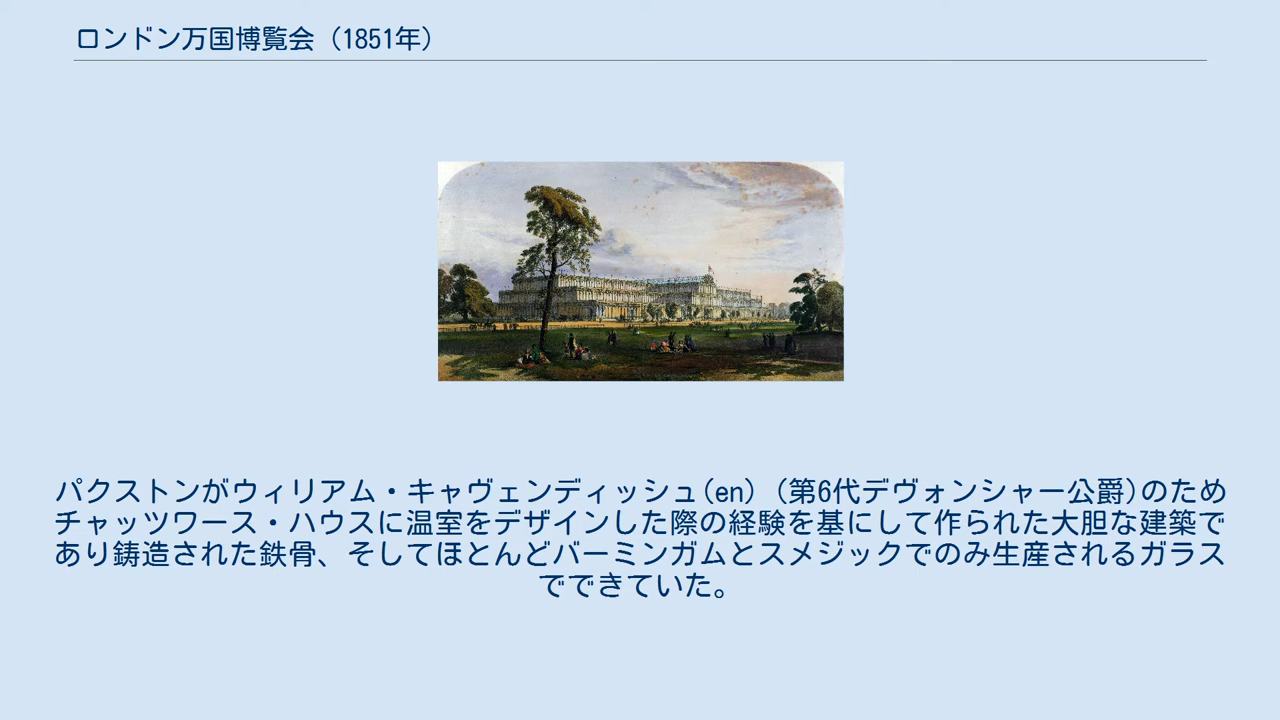 ロンドン万国博覧会（1851年）
パクストンがウィリアム・キャヴェンディッシュ(en)（第6代デヴォンシャー公爵)のため
チャッツワース・ハウスに温室をデザインした際の経験を基にして作られた大胆な建築で
あり鋳造された鉄骨、そしてほとんどバーミンガムとスメジックでのみ生産されるガラス
でできていた。